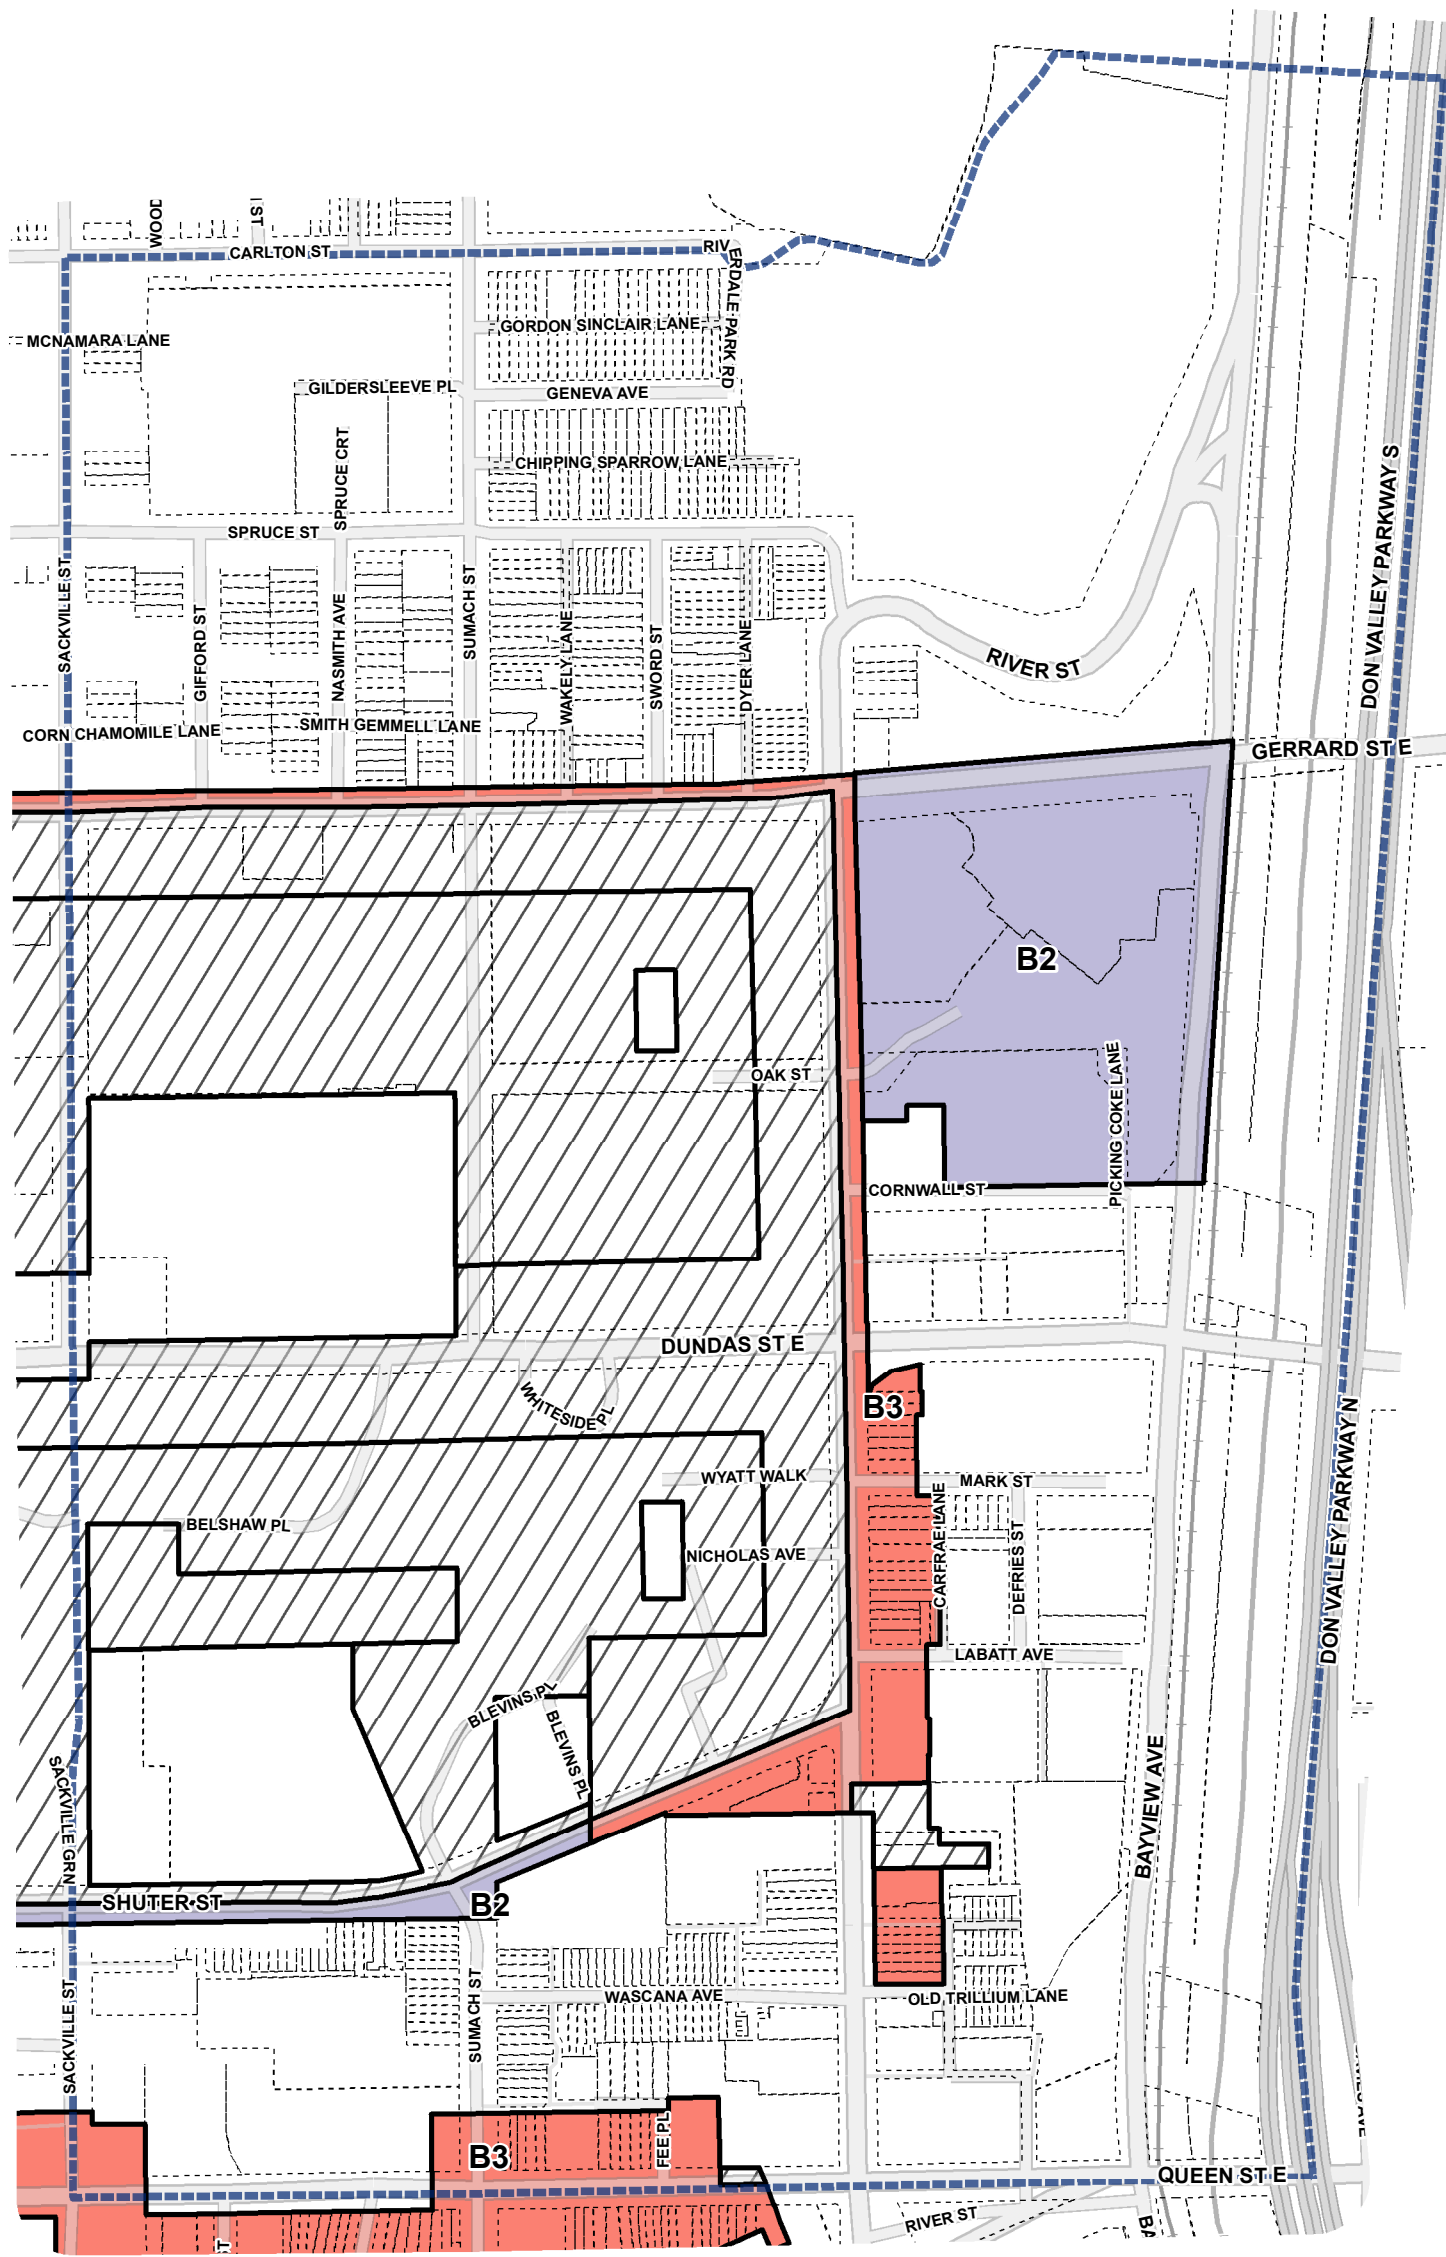 WOOD
ST
CARLTON ST
RIVERDALE PARK RD
GORDON SINCLAIR LANE
MCNAMARA LANE
GILDERSLEEVE PL
GENEVA AVE
SPRUCE CRT
CHIPPING SPARROW LANE
SPRUCE ST
DON VALLEY PARKWAY S
SACKVILLE ST
GIFFORD ST
NASMITH AVE
SUMACH ST
WAKELY LANE
SWORD ST
DYER LANE
RIVER ST
CORN CHAMOMILE LANE
SMITH GEMMELL LANE
GERRARD ST E
B2
OAK ST
PICKING COKE LANE
CORNWALL ST
DUNDAS ST E
WHITESIDE PL
B3
WYATT WALK
MARK ST
DON VALLEY PARKWAY N
BELSHAW PL
NICHOLAS AVE
CARFRAE LANE
DEFRIES ST
LABATT AVE
BLEVINS PL
BLEVINS PL
BAYVIEW AVE
SACKVILLE GRN
SHUTER ST
B2
SACKVILLE ST
SUMACH ST
WASCANA AVE
OLD TRILLIUM LANE
B3
FEE PL
QUEEN ST E
RIVER ST
BA